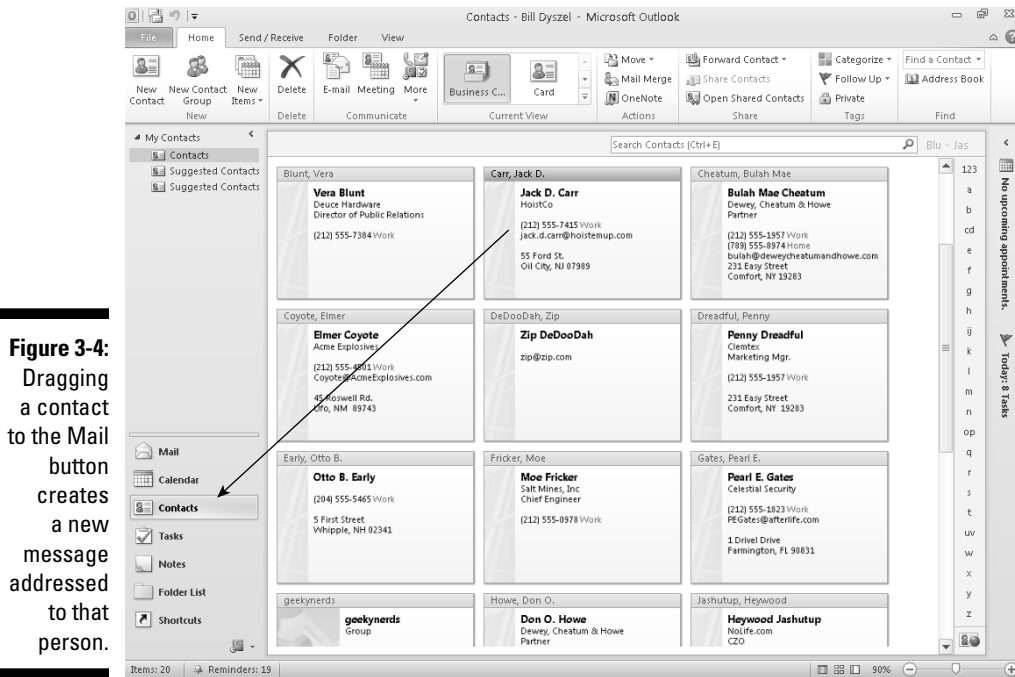 Contacts - Bill Dyszel - Microsoft Outlook
File Home Send / Receive Folder View
New Contact
New Contact Group
New Items
Delete
E-mail
Meeting
More
Business C...
Card
Move
Mail Merge
OneNote
Forward Contact
Share Contacts
Open Shared Contacts
Categorize
Follow Up
Private
Find a Contact
Address Book
New Delete Communicate Current View Actions Share Tags Find
My Contacts
Contacts
Suggested Contacts
Suggested Contacts
Search Contacts (Ctrl+E)
Blu - Jas
Blunt, Vera
Vera Blunt
Deuce Hardware
Director of Public Relations
(212) 555-7384 Work
Carr, Jack D.
Jack D. Carr
HoistCo
(212) 555-7415 Work
jack.d.carr@hoistemup.com
55 Ford St.
Oil City, NJ 07989
Cheatum, Bulah Mae
Bulah Mae Cheatum
Dewey, Cheatum & Howe
Partner
(212) 555-1957 Work
(789) 555-8974 Home
bulah@deweycheatumandhowe.com
231 Easy Street
Comfort, NY 19283
Coyote, Elmer
Elmer Coyote
Acme Explosives
(212) 555-4801 Work
Coyote@AcmeExplosives.com
45 Roswell Rd.
Ufo, NM 89743
DeDooDah, Zip
Zip DeDooDah
zip@zip.com
Dreadful, Penny
Penny Dreadful
Clemtex
Marketing Mgr.
(212) 555-1957 Work
231 Easy Street
Comfort, NY 19283
Early, Otto B.
Otto B. Early
(204) 555-5465 Work
5 First Street
Whipple, NH 02341
Fricker, Moe
Moe Fricker
Salt Mines, Inc
Chief Engineer
(212) 555-0978 Work
Gates, Pearl E.
Pearl E. Gates
Celestial Security
(212) 555-1823 Work
PEGates@afterlife.com
1 Drivel Drive
Farmington, FL 90831
geekynerds
geekynerds
Group
Howe, Don O.
Don O. Howe
Dewey, Cheatum & Howe
Partner
Jashutup, Heywood
Heywood Jashutup
NoLife.com
CZO
123
a
b
cd
e
f
g
h
ij
k
l
m
n
op
q
r
s
t
uv
w
x
y
z
No upcoming appointments.
Today: 8 Tasks
Mail
Calendar
Contacts
Tasks
Notes
Folder List
Shortcuts
Items: 20 Reminders: 19 90%
Figure 3-4:
Dragging
a contact
to the Mail
button
creates
a new
message
addressed
to that
person.